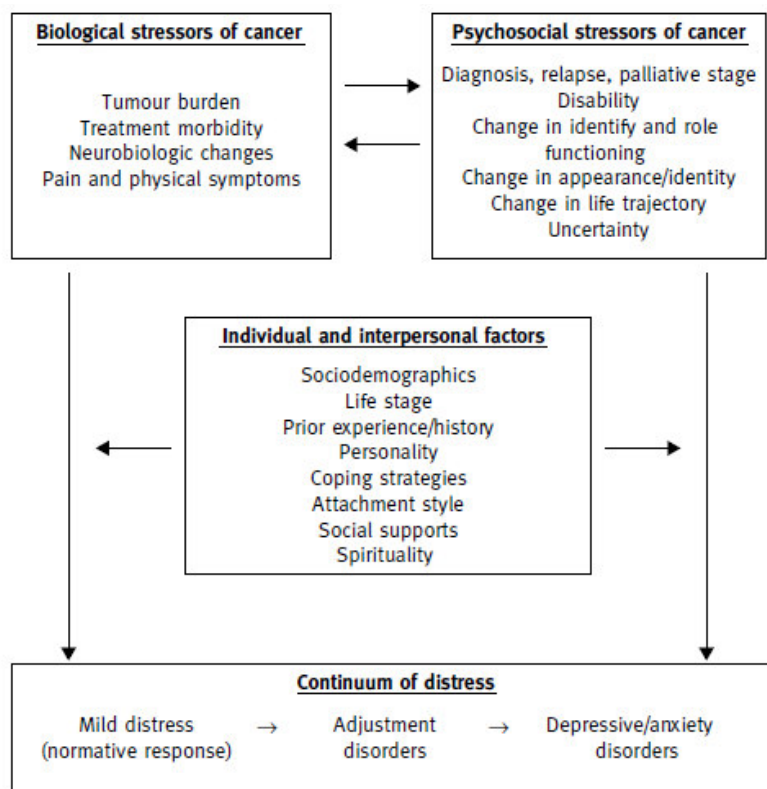 Biological stressors of cancer
Tumour burden
Treatment morbidity
Neurobiologic changes
Pain and physical symptoms
Psychosocial stressors of cancer
Diagnosis, relapse, palliative stage
Disability
Change in identify and role
functioning
Change in appearance/identity
Change in life trajectory
Uncertainty
Individual and interpersonal factors
Sociodemographics
Life stage
Prior experience/history
Personality
Coping strategies
Attachment style
Social supports
Spirituality
Continuum of distress
Mild distress
(normative response)
→
Adjustment
disorders
→
Depressive/anxiety
disorders